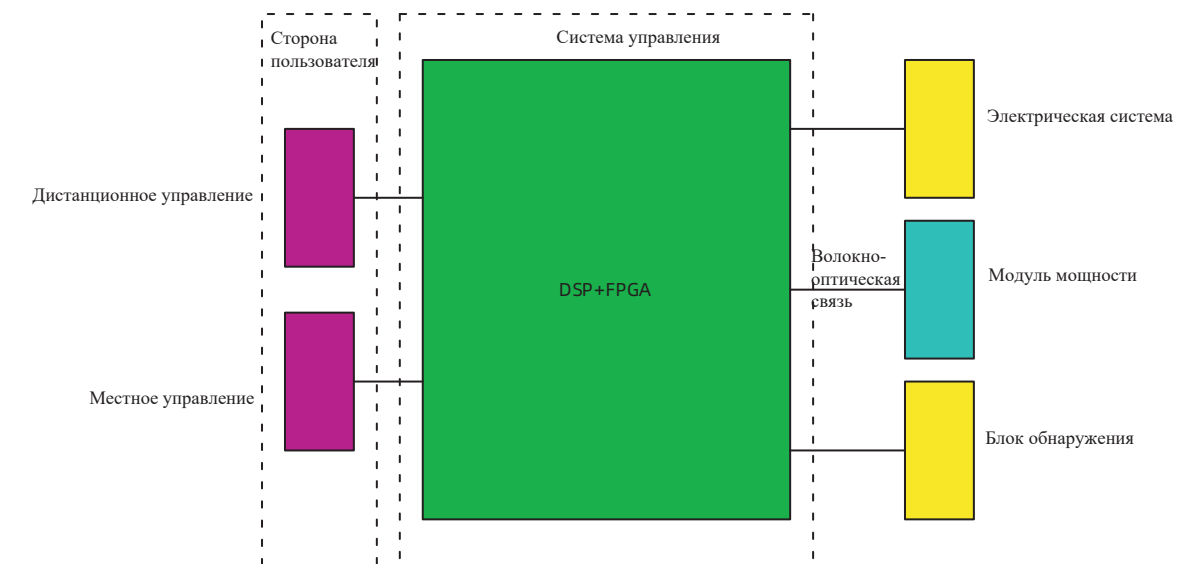 Сторона
пользователя
Система управления
Электрическая система
Дистанционное управление
Волокно-
оптическая
связь
Модуль мощности
DSP+FPGA
Местное управление
Блок обнаружения